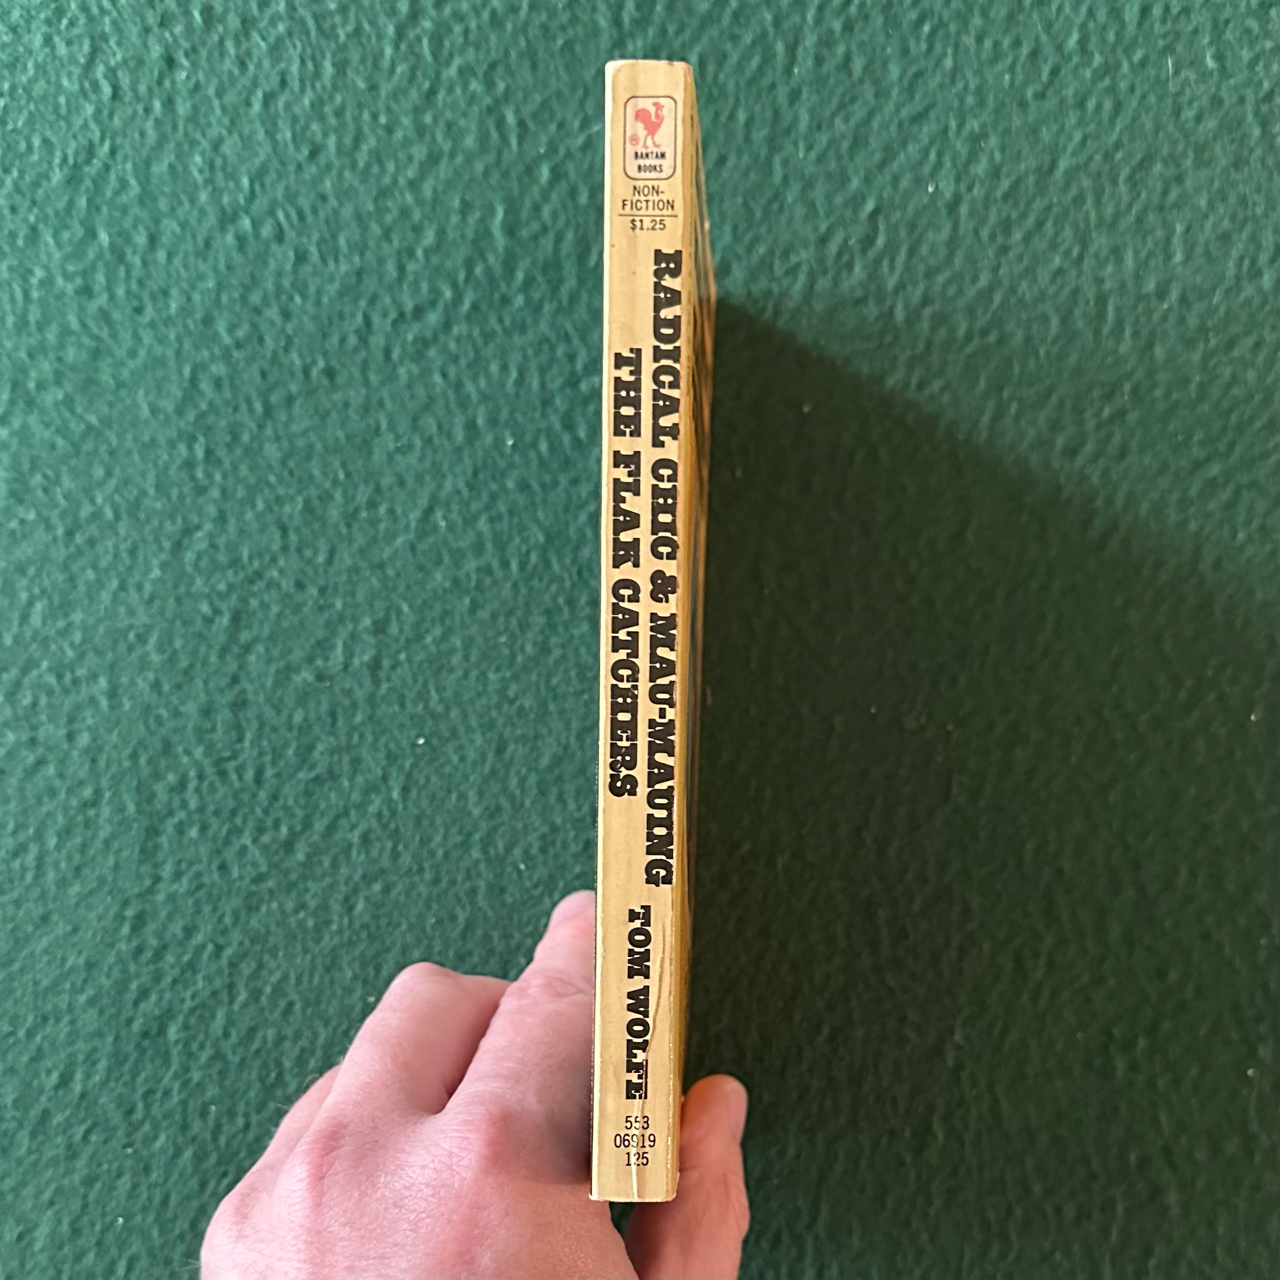 BANTAM
BOOKS
NON-
FICTION
$1.25
RADICAL CHIC & MAU-MAUING
THE FLAK CATCHERS
TOM WOLFE
553
06919
125